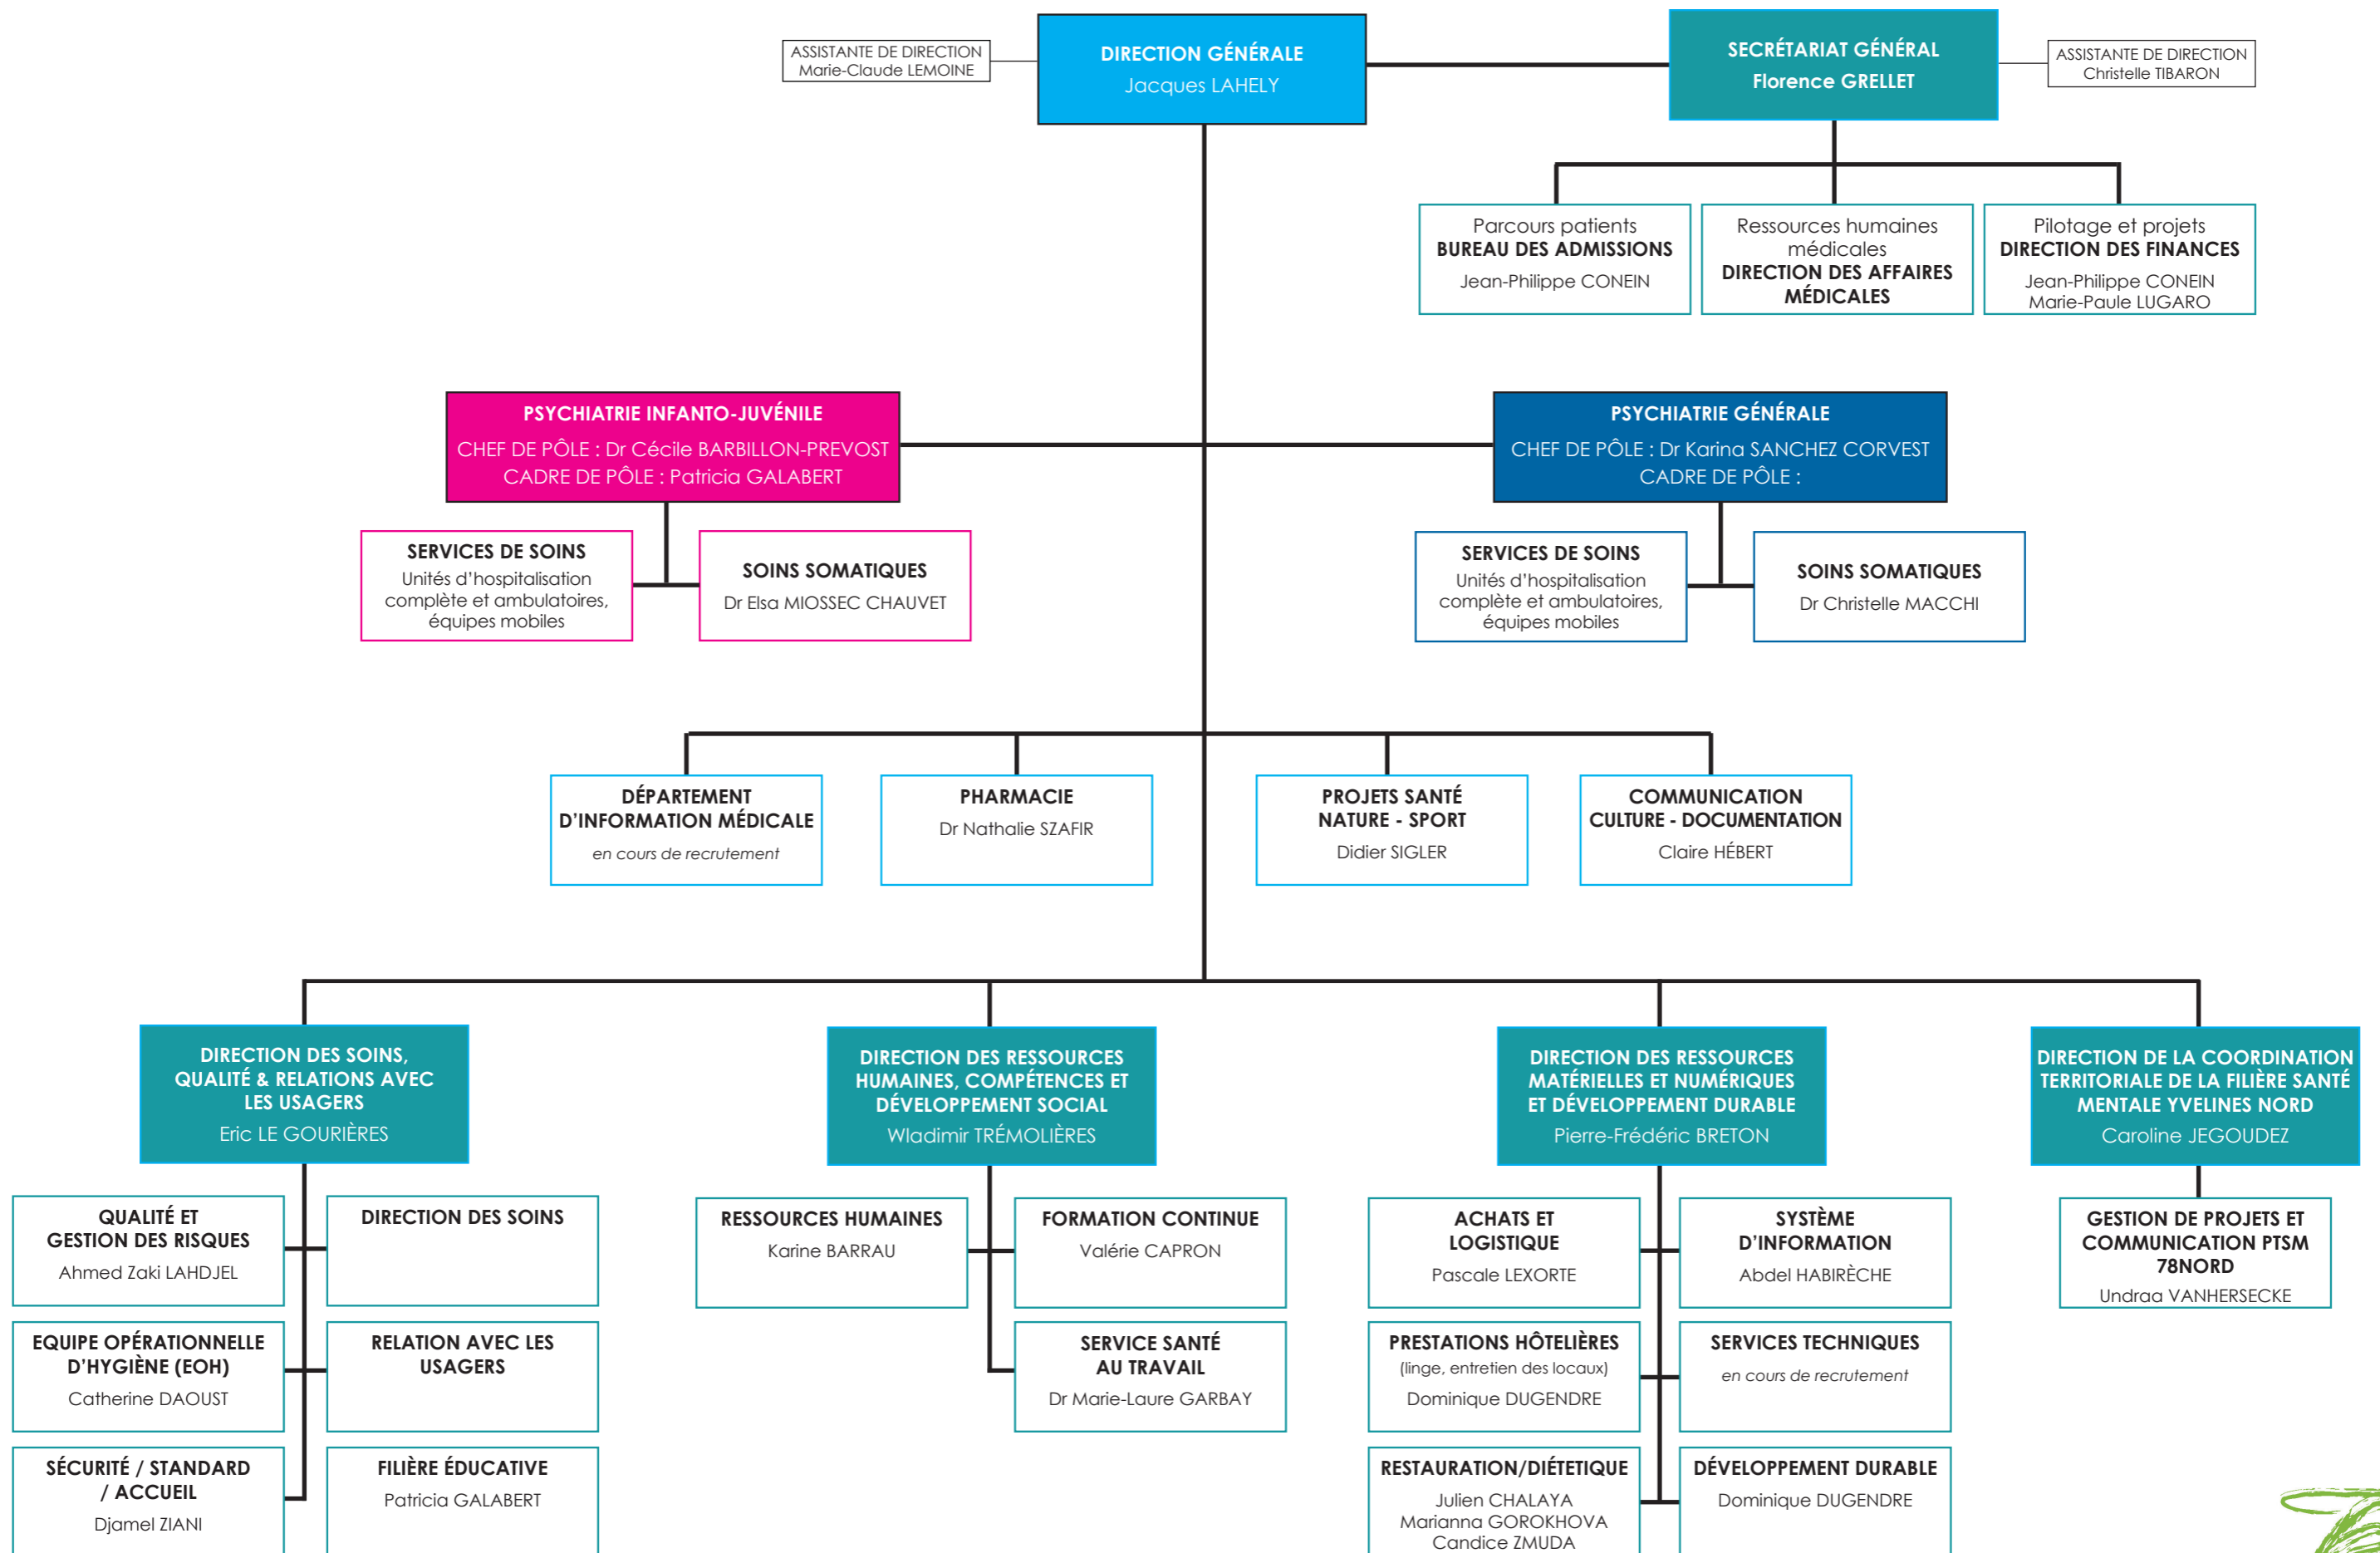 ASSISTANTE DE DIRECTION
Marie-Claude LEMOINE
DIRECTION GÉNÉRALE
Jacques LAHELY
SECRÉTARIAT GÉNÉRAL
Florence GRELLET
ASSISTANTE DE DIRECTION
Christelle TIBARON
Parcours patients
BUREAU DES ADMISSIONS
Jean-Philippe CONEIN
Ressources humaines
médicales
DIRECTION DES AFFAIRES
MÉDICALES
Pilotage et projets
DIRECTION DES FINANCES
Jean-Philippe CONEIN
Marie-Paule LUGARO
PSYCHIATRIE INFANTO-JUVÉNILE
CHEF DE PÔLE : Dr Cécile BARBILLON-PREVOST
CADRE DE PÔLE : Patricia GALABERT
PSYCHIATRIE GÉNÉRALE
CHEF DE PÔLE : Dr Karina SANCHEZ CORVEST
CADRE DE PÔLE :
SERVICES DE SOINS
Unités d'hospitalisation
complète et ambulatoires,
équipes mobiles
SOINS SOMATIQUES
Dr Elsa MIOSSEC CHAUVET
SERVICES DE SOINS
Unités d'hospitalisation
complète et ambulatoires,
équipes mobiles
SOINS SOMATIQUES
Dr Christelle MACCHI
DÉPARTEMENT
D'INFORMATION MÉDICALE
en cours de recrutement
PHARMACIE
Dr Nathalie SZAFIR
PROJETS SANTÉ
NATURE - SPORT
Didier SIGLER
COMMUNICATION
CULTURE - DOCUMENTATION
Claire HÉBERT
DIRECTION DES SOINS,
QUALITÉ & RELATIONS AVEC
LES USAGERS
Eric LE GOURIÈRES
DIRECTION DES RESSOURCES
HUMAINES, COMPÉTENCES ET
DÉVELOPPEMENT SOCIAL
Wladimir TRÉMOLIÈRES
DIRECTION DES RESSOURCES
MATÉRIELLES ET NUMÉRIQUES
ET DÉVELOPPEMENT DURABLE
Pierre-Frédéric BRETON
DIRECTION DE LA COORDINATION
TERRITORIALE DE LA FILIÈRE SANTÉ
MENTALE YVELINES NORD
Caroline JEGOUDEZ
QUALITÉ ET
GESTION DES RISQUES
Ahmed Zaki LAHDJEL
DIRECTION DES SOINS
RESSOURCES HUMAINES
Karine BARRAU
FORMATION CONTINUE
Valérie CAPRON
ACHATS ET
LOGISTIQUE
Pascale LEXORTE
SYSTÈME
D'INFORMATION
Abdel HABIRÈCHE
GESTION DE PROJETS ET
COMMUNICATION PTSM
78NORD
Undraa VANHERSECKE
EQUIPE OPÉRATIONNELLE
D'HYGIÈNE (EOH)
Catherine DAOUST
RELATION AVEC LES
USAGERS
SERVICE SANTÉ
AU TRAVAIL
Dr Marie-Laure GARBAY
PRESTATIONS HÔTELIÈRES
(linge, entretien des locaux)
Dominique DUGENDRE
SERVICES TECHNIQUES
en cours de recrutement
SÉCURITÉ / STANDARD
/ ACCUEIL
Djamel ZIANI
FILIÈRE ÉDUCATIVE
Patricia GALABERT
RESTAURATION/DIÉTETIQUE
Julien CHALAYA
Marianna GOROKHOVA
Candice ZMUDA
DÉVELOPPEMENT DURABLE
Dominique DUGENDRE